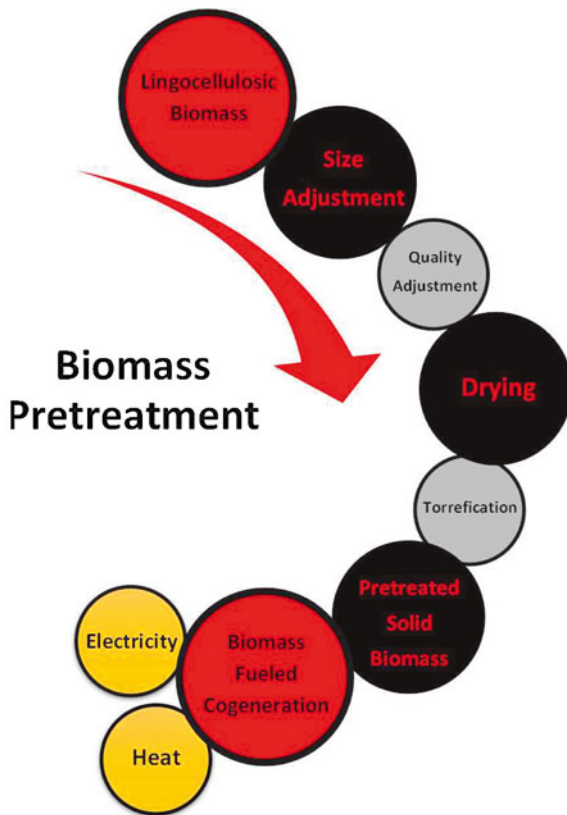 Lingocellulosic
Biomass
Size
Adjustment
Quality
Adjustment
Biomass
Pretreatment
Drying
Torrefication
Pretreated
Solid
Biomass
Biomass
Fueled
Cogeneration
Electricity
Heat